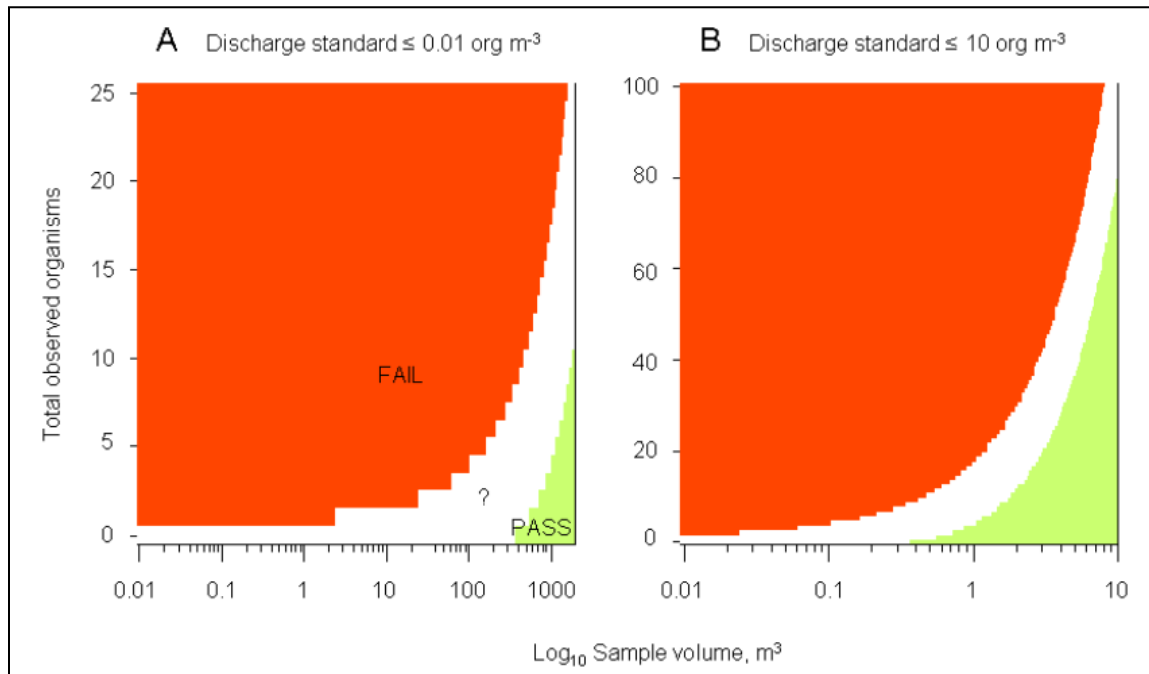 A Discharge standard ≤ 0.01 org m-3
B Discharge standard ≤ 10 org m-3
Total observed organisms
25
20
15
10
5
0
FAIL
?
PASS
0.01 0.1 1 10 100 1000
100
80
60
40
20
0
0.01 0.1 1 10
Log10 Sample volume, m3